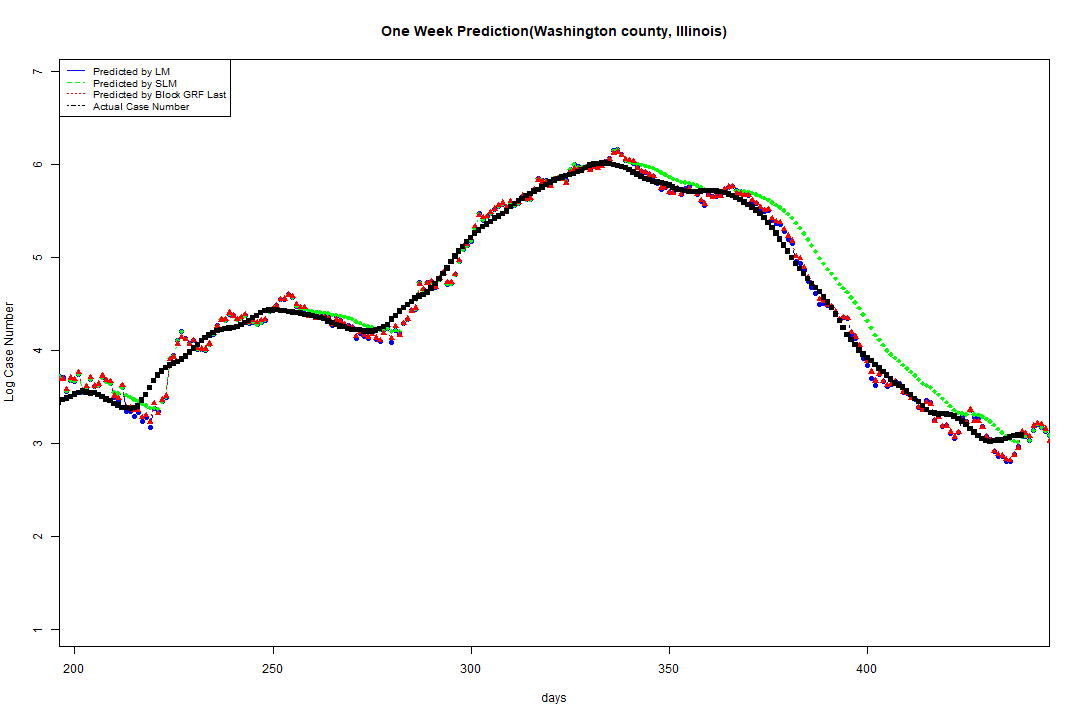 One Week Prediction(Washington county, Illinois)
Predicted by LM
Predicted by SLM
Predicted by Block GRF Last
Actual Case Number
7
6
5
4
3
2
1
Log Case Number
200 250 300 350 400
days